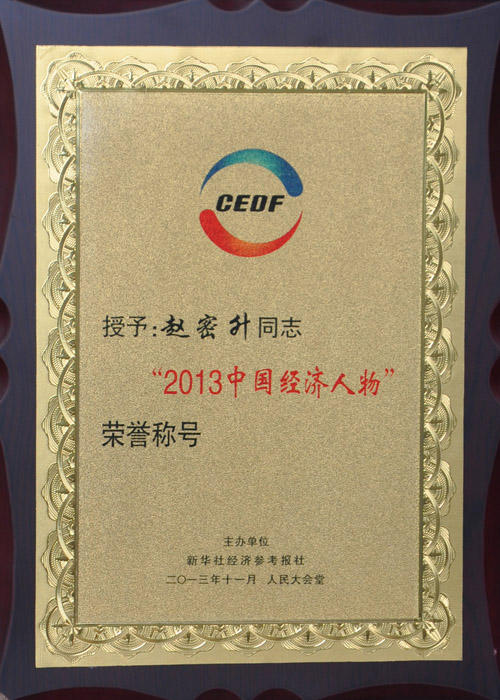 CEDF
授予:赵密升同志
“2013中国经济人物”
荣誉称号
主办单位
新华社经济参考报社
二〇一三年十一月 人民大会堂